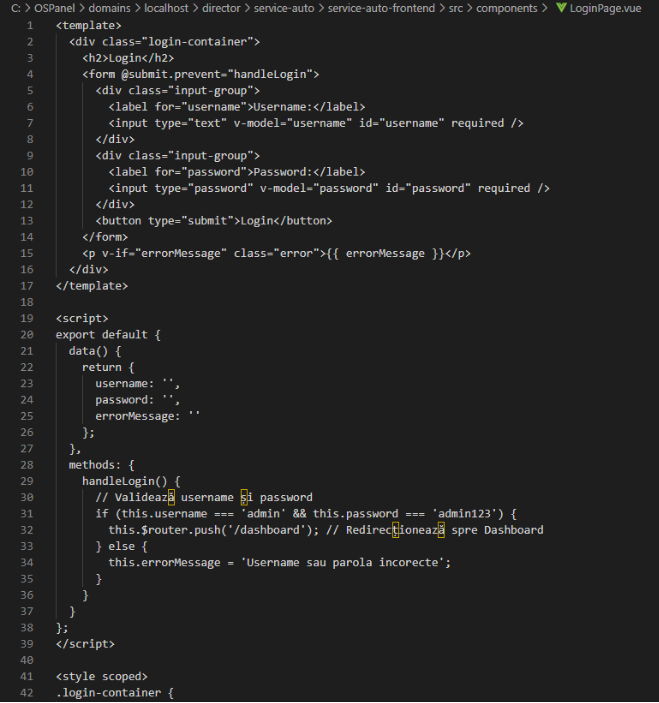 C: > OSPanel > domains > localhost > director > service-auto > service-auto-frontend > src > components > LoginPage.vue
1 <template>
2   <div class="login-container">
3     <h2>Login</h2>
4     <form @submit.prevent="handleLogin">
5       <div class="input-group">
6         <label for="username">Username:</label>
7         <input type="text" v-model="username" id="username" required />
8       </div>
9       <div class="input-group">
10         <label for="password">Password:</label>
11         <input type="password" v-model="password" id="password" required />
12       </div>
13       <button type="submit">Login</button>
14     </form>
15     <p v-if="errorMessage" class="error">{{ errorMessage }}</p>
16   </div>
17 </template>
18
19 <script>
20 export default {
21   data() {
22     return {
23       username: '',
24       password: '',
25       errorMessage: ''
26     };
27   },
28   methods: {
29     handleLogin() {
30       // Validează username și password
31       if (this.username === 'admin' && this.password === 'admin123') {
32         this.$router.push('/dashboard'); // Redirecționează spre Dashboard
33       } else {
34         this.errorMessage = 'Username sau parola incorecte';
35       }
36     }
37   }
38 };
39 </script>
40
41 <style scoped>
42 .login-container {